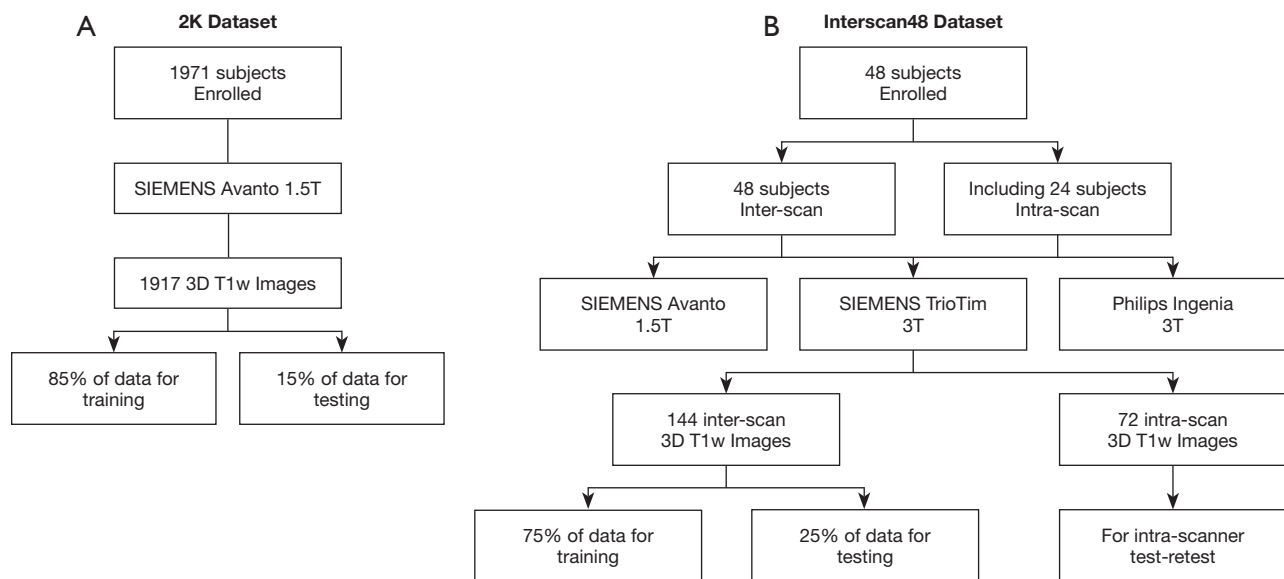 A
2K Dataset
1971 subjects
Enrolled
SIEMENS Avanto 1.5T
1917 3D T1w Images
85% of data for
training
15% of data for
testing
B
Interscan48 Dataset
48 subjects
Enrolled
48 subjects
Inter-scan
Including 24 subjects
Intra-scan
SIEMENS Avanto
1.5T
SIEMENS TrioTim
3T
Philips Ingenia
3T
144 inter-scan
3D T1w Images
72 intra-scan
3D T1w Images
75% of data for
training
25% of data for
testing
For intra-scanner
test-retest